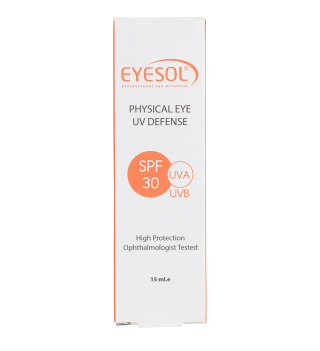 EYESOL®
professional eye products
PHYSICAL EYE
UV DEFENSE
SPF
30
UVA
UVB
High Protection
Ophthalmologist Tested
15 ml.e